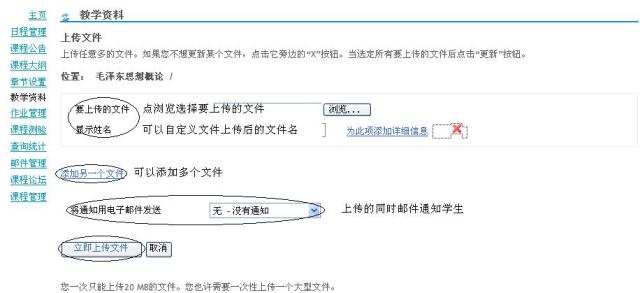 主页
日程管理
课程公告
课程大纲
章节设置
教学资料
作业管理
课程测验
查询统计
邮件管理
课程论坛
课程管理
教学资料
上传文件
上传任意多的文件。如果您不想更新某个文件，点击它旁边的“X”按钮。当选定所有要上传的文件后点击“更新”按钮。
位置： 毛泽东思想概论 /
要上传的文件 点浏览选择要上传的文件 浏览...
显示姓名 可以自定义文件上传后的文件名 为此项添加详细信息
添加另一个文件 可以添加多个文件
将通知用电子邮件发送 无 - 没有通知 上传的同时邮件通知学生
立即上传文件 取消
您一次只能上传20 MB的文件。您也许需要一次性上传一个大型文件。